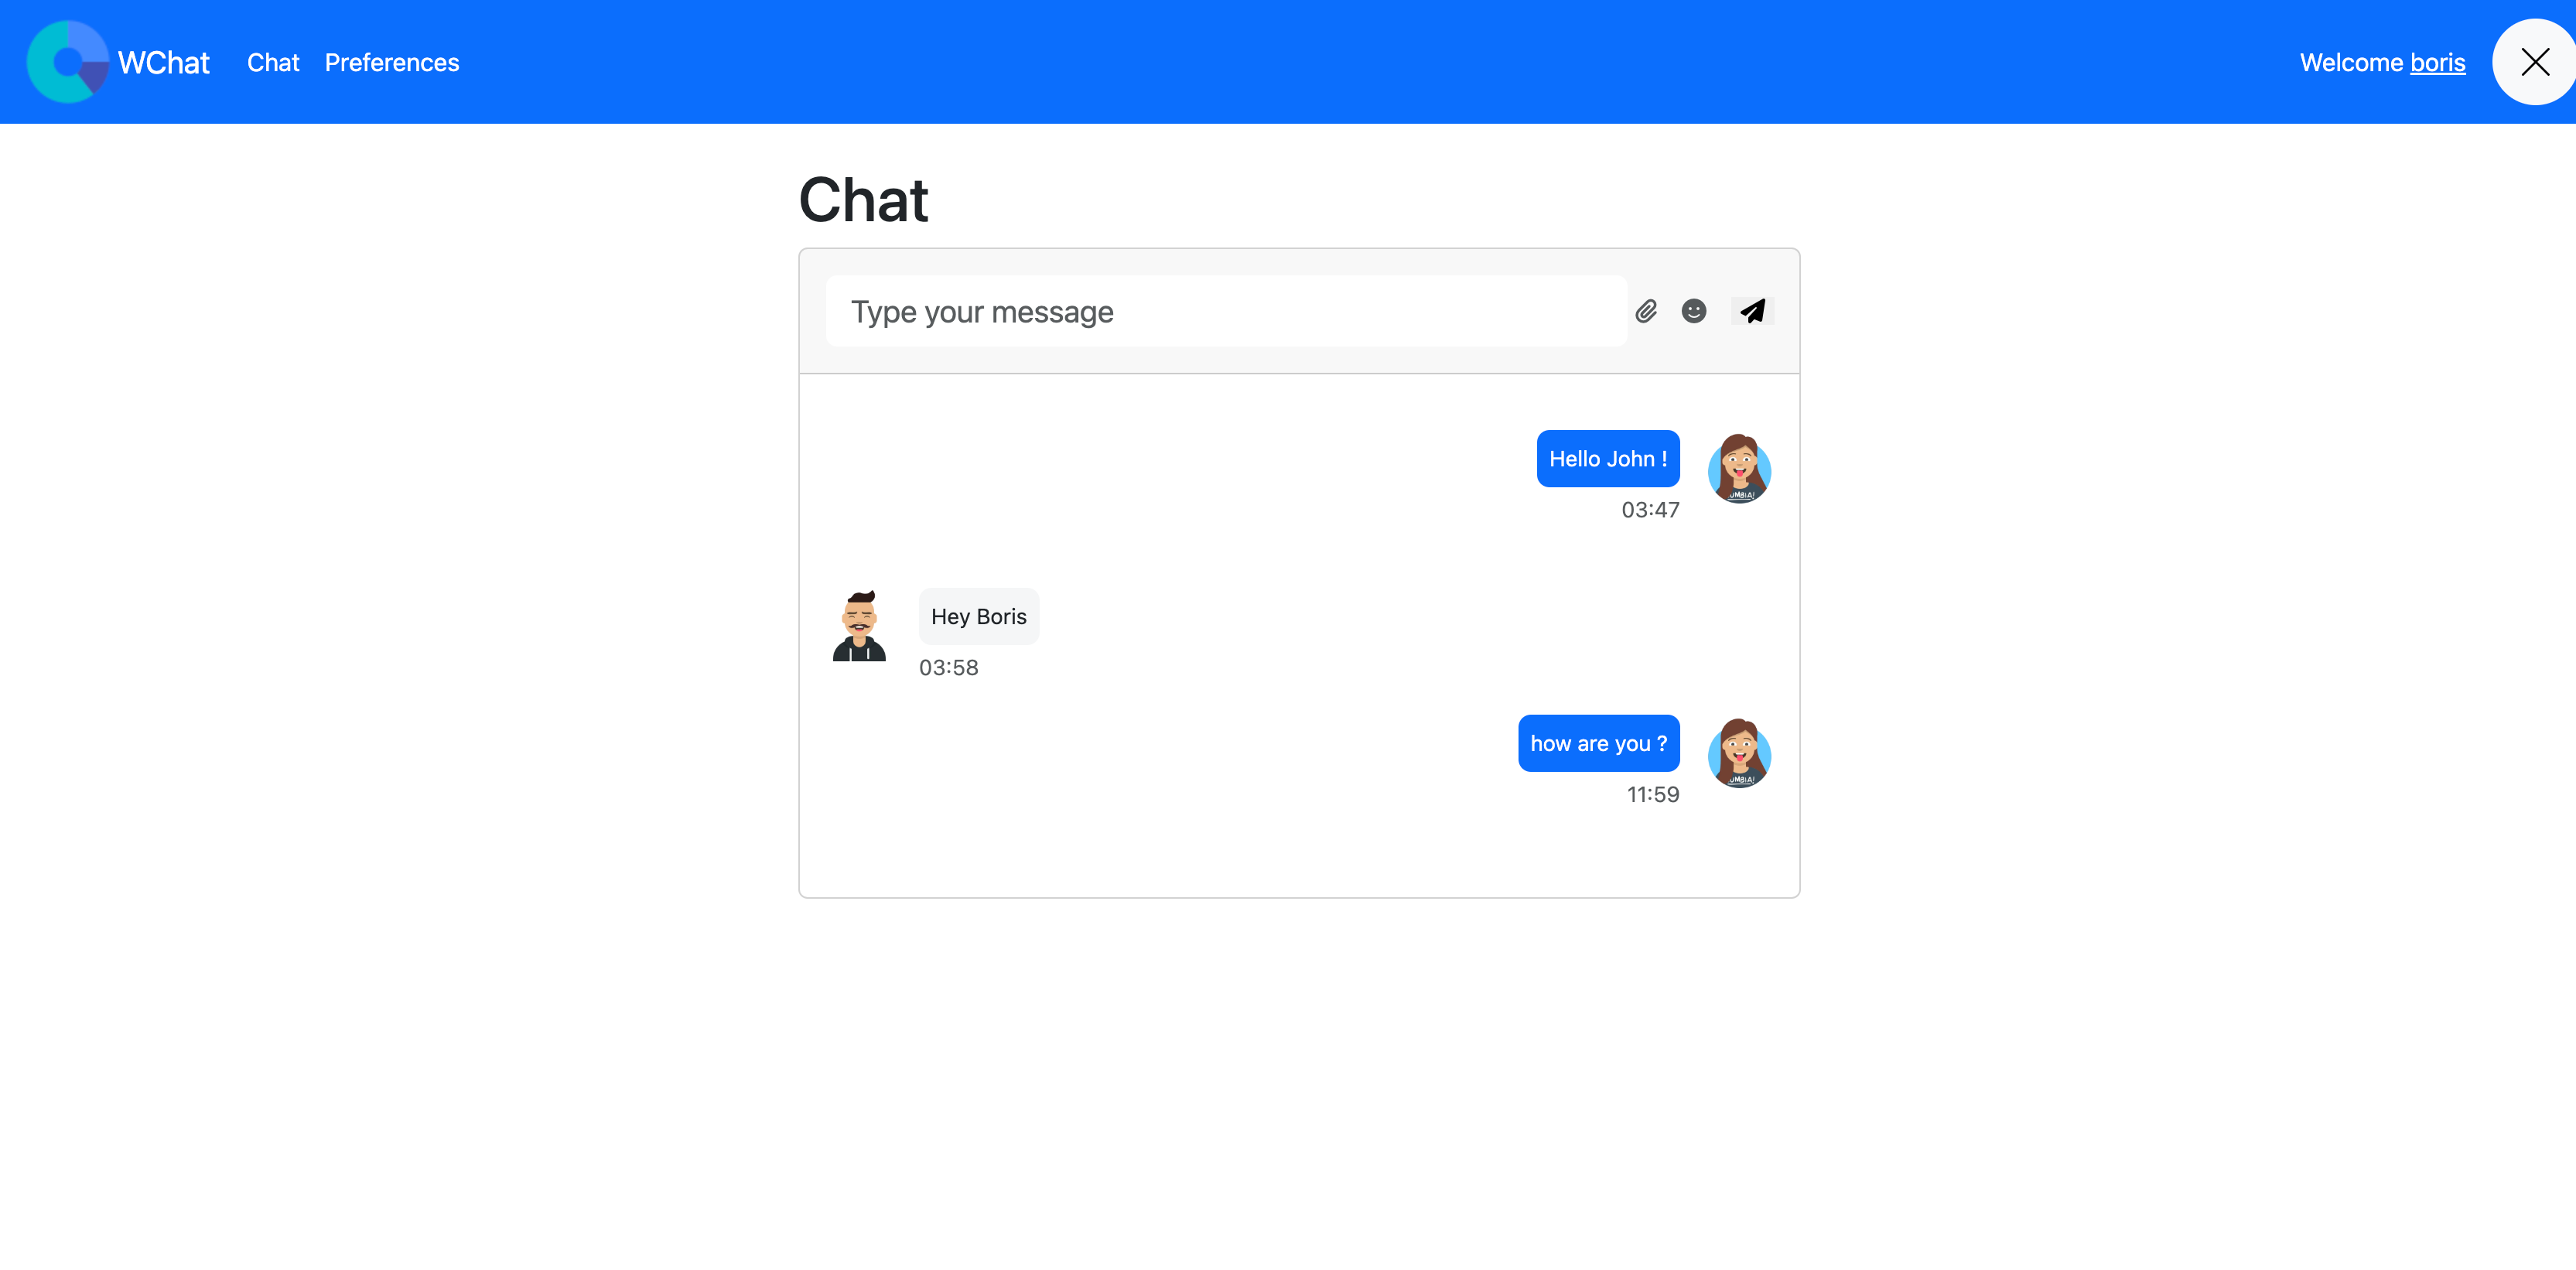 WChat Chat Preferences Welcome boris
Chat
Type your message
Hello John !
03:47
Hey Boris
03:58
how are you ?
11:59